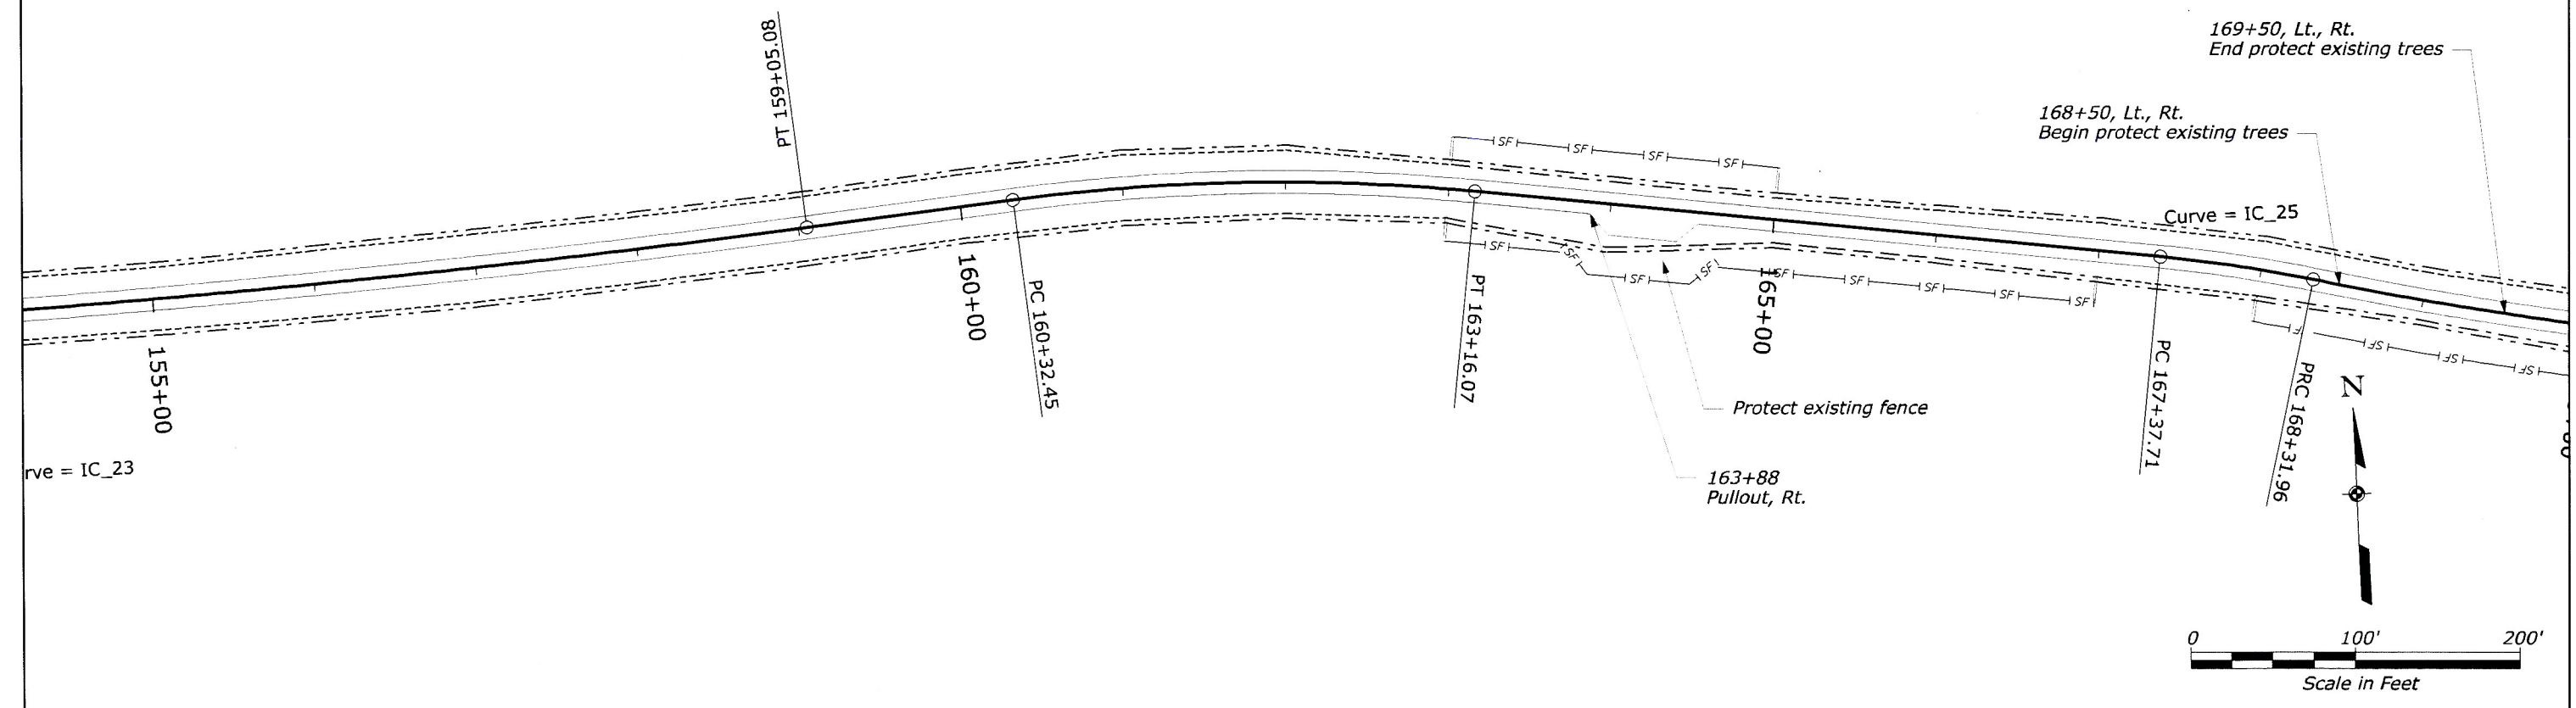 169+50, Lt., Rt.
End protect existing trees
168+50, Lt., Rt.
Begin protect existing trees
PT 159+05.08
SF SF SF SF
Curve = IC_25
155+00
160+00
PC 160+32.45
PT 163+16.07
SF SF SF SF SF SF SF SF SF SF
165+00
PC 167+37.71
PRC 168+31.96
SF SF SF
N
Protect existing fence
163+88
Pullout, Rt.
rve = IC_23
0 100' 200'
Scale in Feet